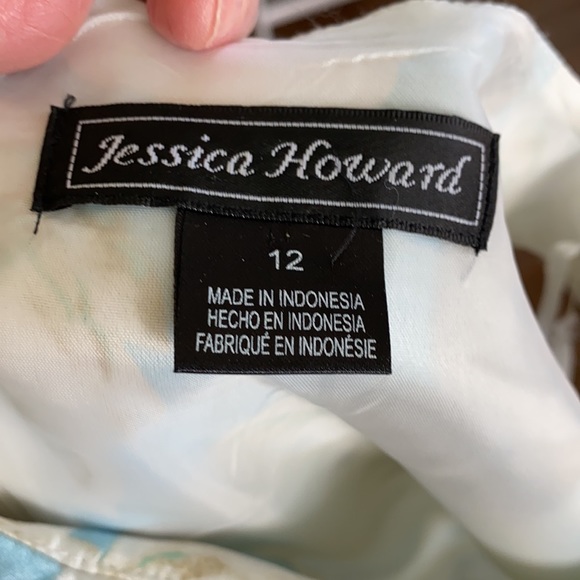 Jessica Howard
12
MADE IN INDONESIA
HECHO EN INDONESIA
FABRIQUÉ EN INDONÉSIE